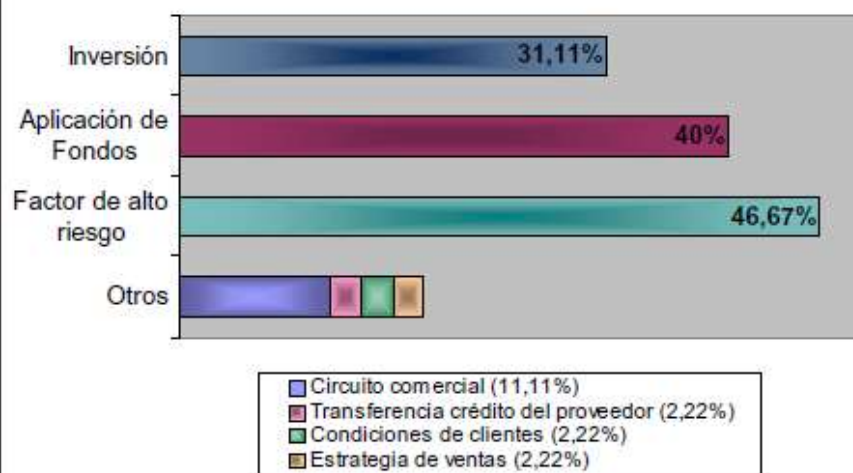 Inversión
31,11%
Aplicación de
Fondos
40%
Factor de alto
riesgo
46,67%
Otros
Circuito comercial (11,11%)
Transferencia crédito del proveedor (2,22%)
Condiciones de clientes (2,22%)
Estrategia de ventas (2,22%)